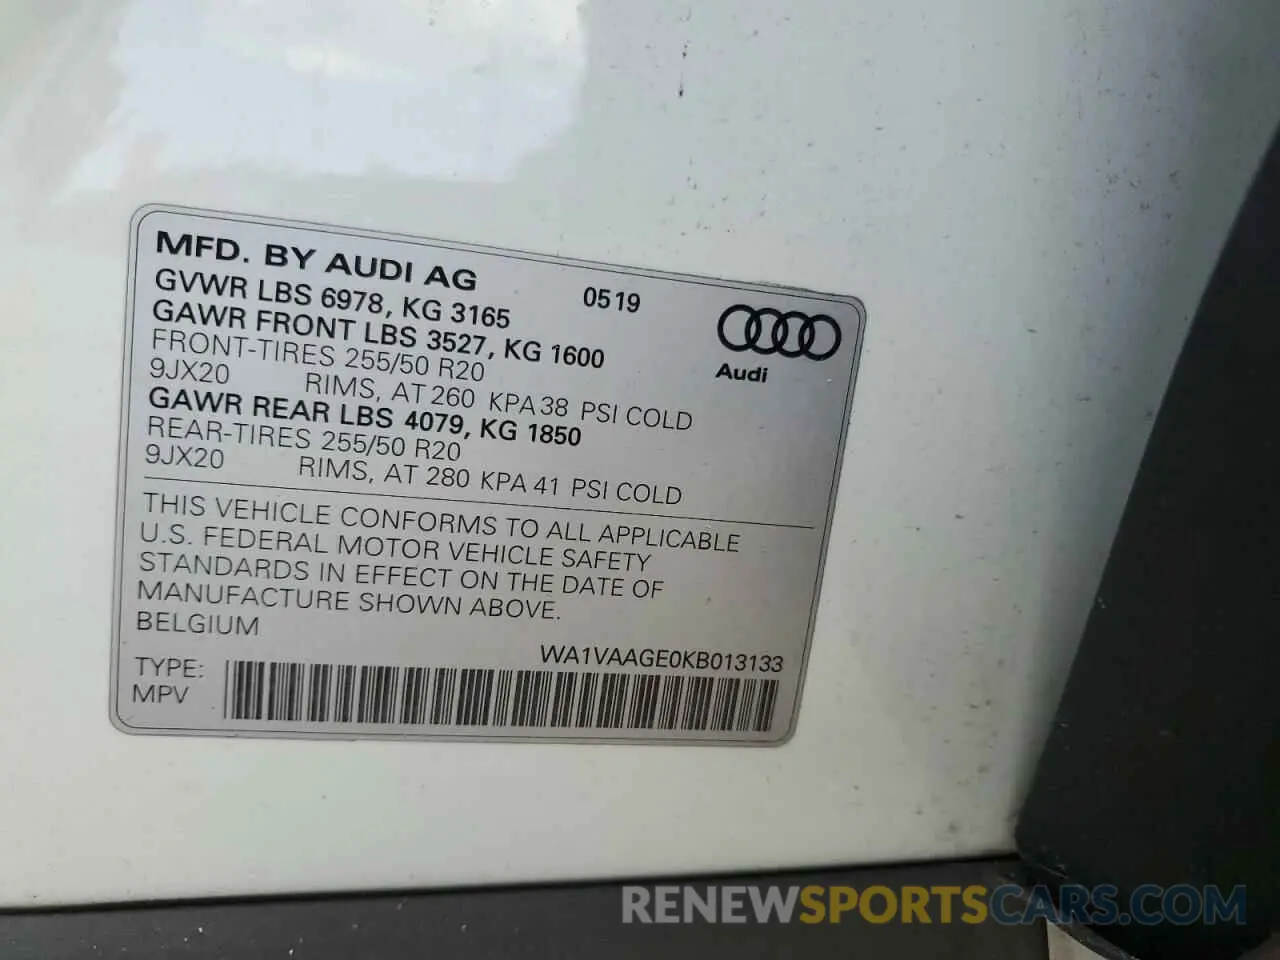 MFD. BY AUDI AG
GVWR LBS 6978, KG 3165 0519
GAWR FRONT LBS 3527, KG 1600
FRONT-TIRES 255/50 R20
9JX20 RIMS, AT 260 KPA 38 PSI COLD
GAWR REAR LBS 4079, KG 1850
REAR-TIRES 255/50 R20
9JX20 RIMS, AT 280 KPA 41 PSI COLD
Audi
THIS VEHICLE CONFORMS TO ALL APPLICABLE
U.S. FEDERAL MOTOR VEHICLE SAFETY
STANDARDS IN EFFECT ON THE DATE OF
MANUFACTURE SHOWN ABOVE.
BELGIUM
WA1VAAGE0KB013133
TYPE:
MPV
RENEWSPORTSCARS.COM